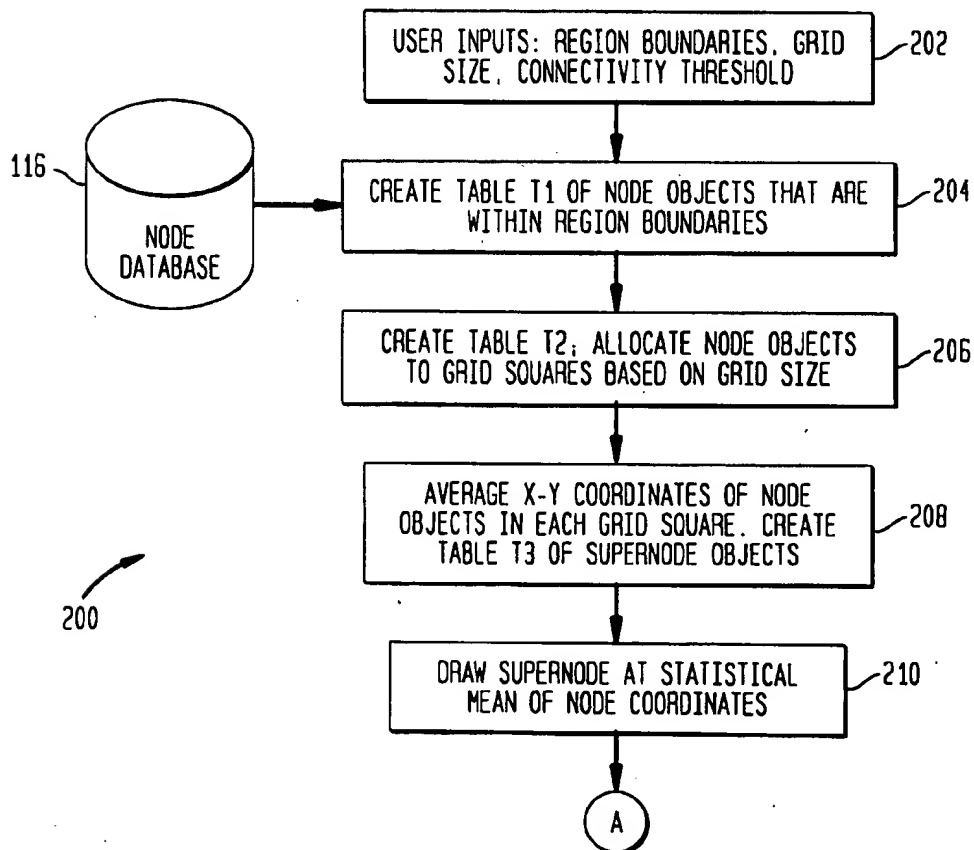 USER INPUTS: REGION BOUNDARIES, GRID
SIZE, CONNECTIVITY THRESHOLD
202
116
NODE
DATABASE
CREATE TABLE T1 OF NODE OBJECTS THAT ARE
WITHIN REGION BOUNDARIES
204
CREATE TABLE T2; ALLOCATE NODE OBJECTS
TO GRID SQUARES BASED ON GRID SIZE
206
AVERAGE X-Y COORDINATES OF NODE
OBJECTS IN EACH GRID SQUARE. CREATE
TABLE T3 OF SUPERNODE OBJECTS
208
200
DRAW SUPERNODE AT STATISTICAL
MEAN OF NODE COORDINATES
210
A